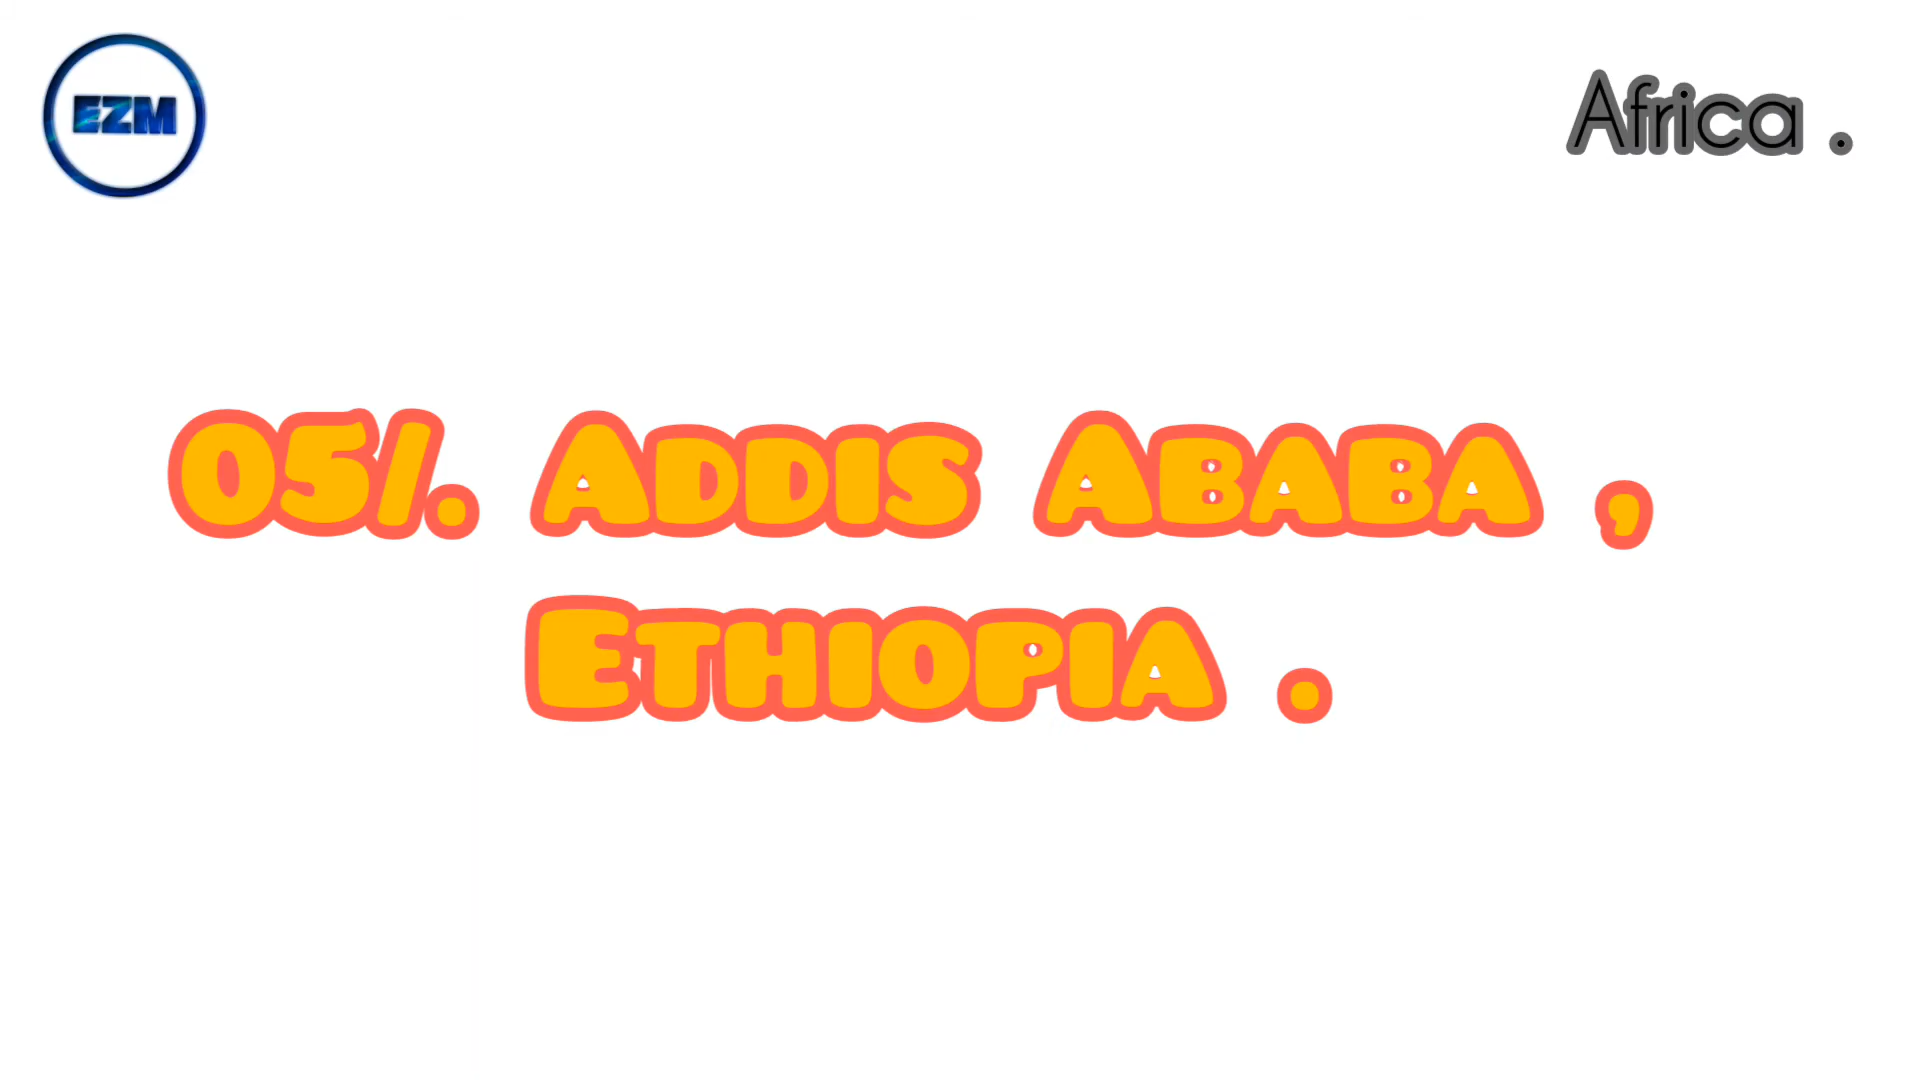 EZM
Africa .
05/. Addis Ababa ,
Ethiopia .